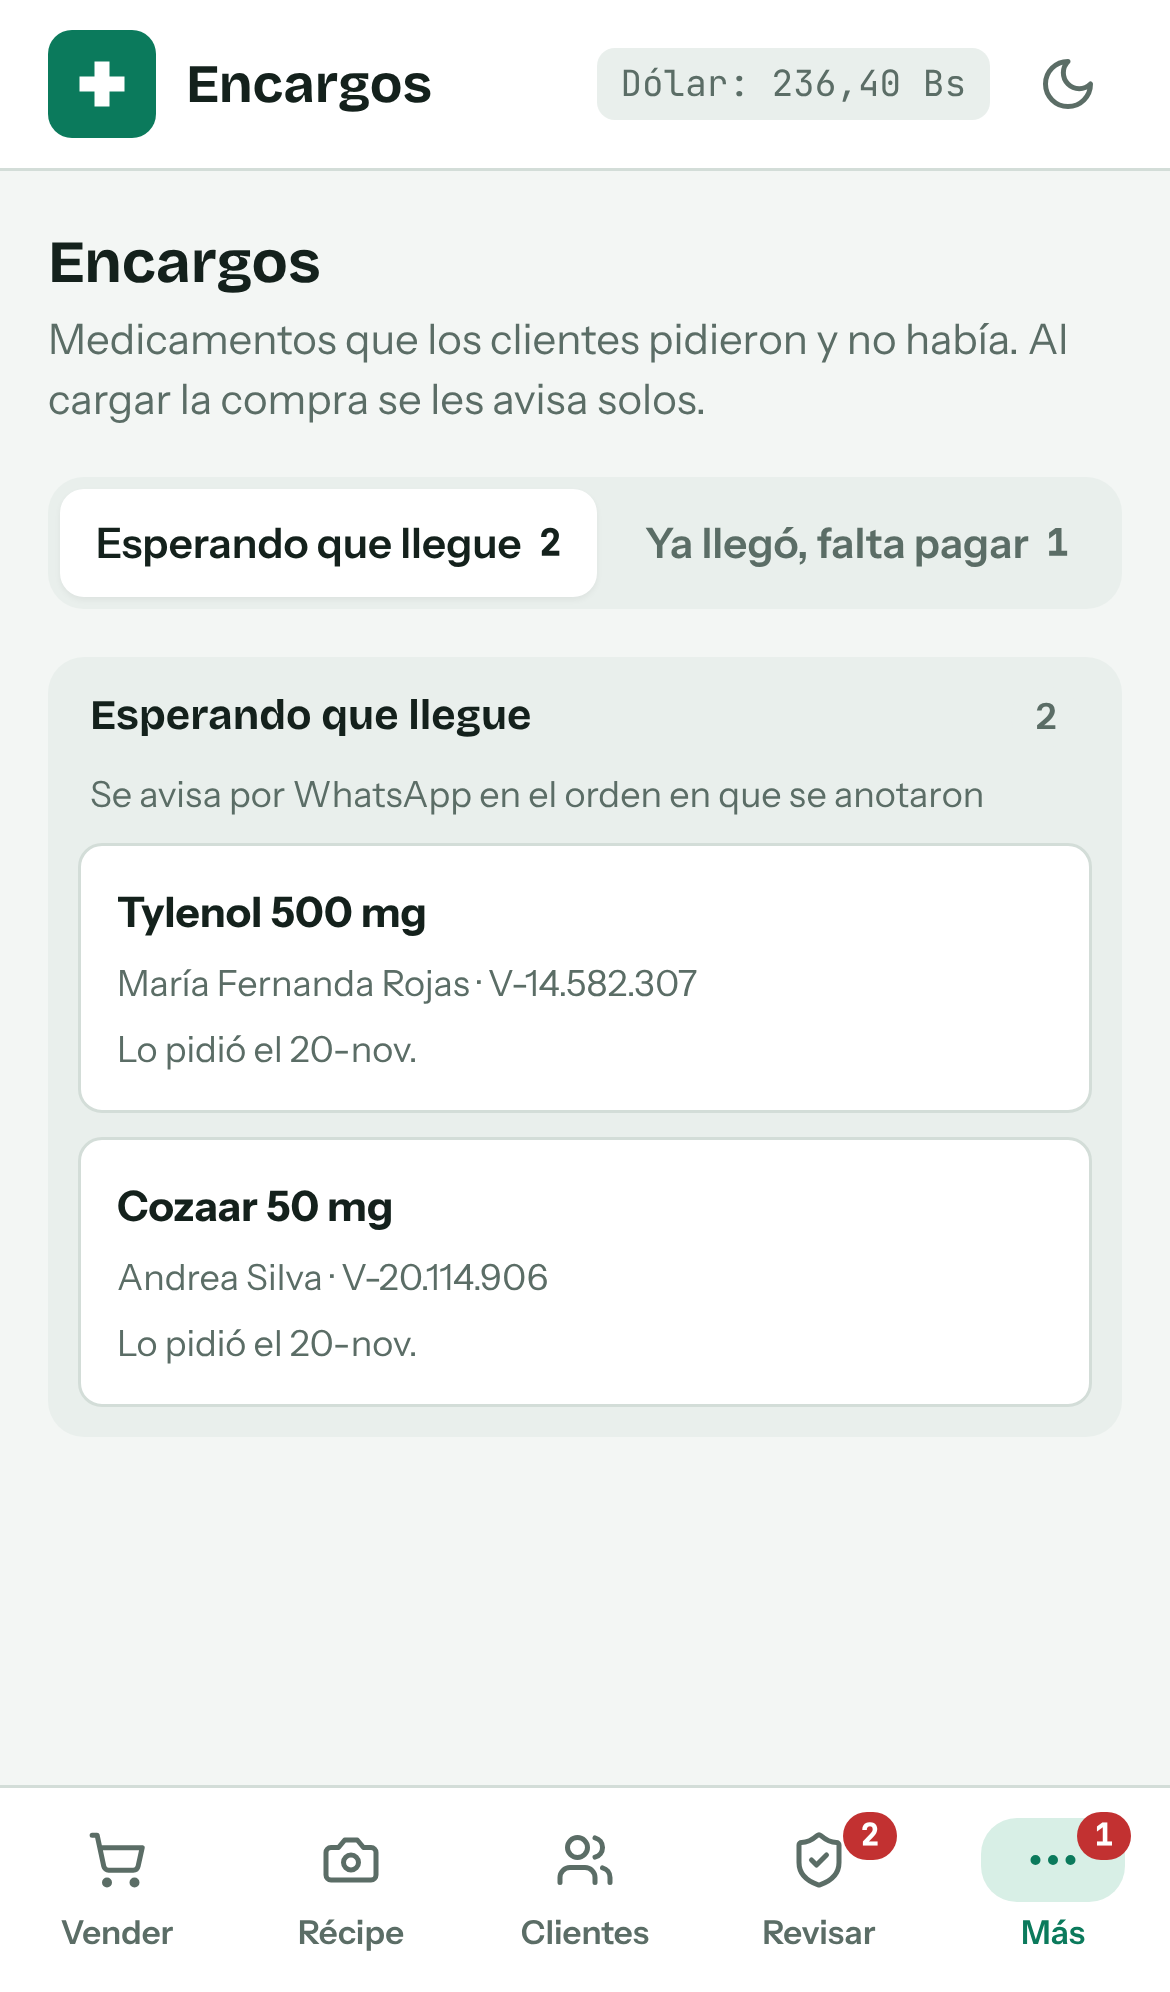 Encargos
Dólar: 236,40 Bs
Encargos
Medicamentos que los clientes pidieron y no había. Al
cargar la compra se les avisa solos.
Esperando que llegue 2
Ya llegó, falta pagar 1
Esperando que llegue 2
Se avisa por WhatsApp en el orden en que se anotaron
Tylenol 500 mg
María Fernanda Rojas · V-14.582.307
Lo pidió el 20-nov.
Cozaar 50 mg
Andrea Silva · V-20.114.906
Lo pidió el 20-nov.
2
1
Vender
Récipe
Clientes
Revisar
Más